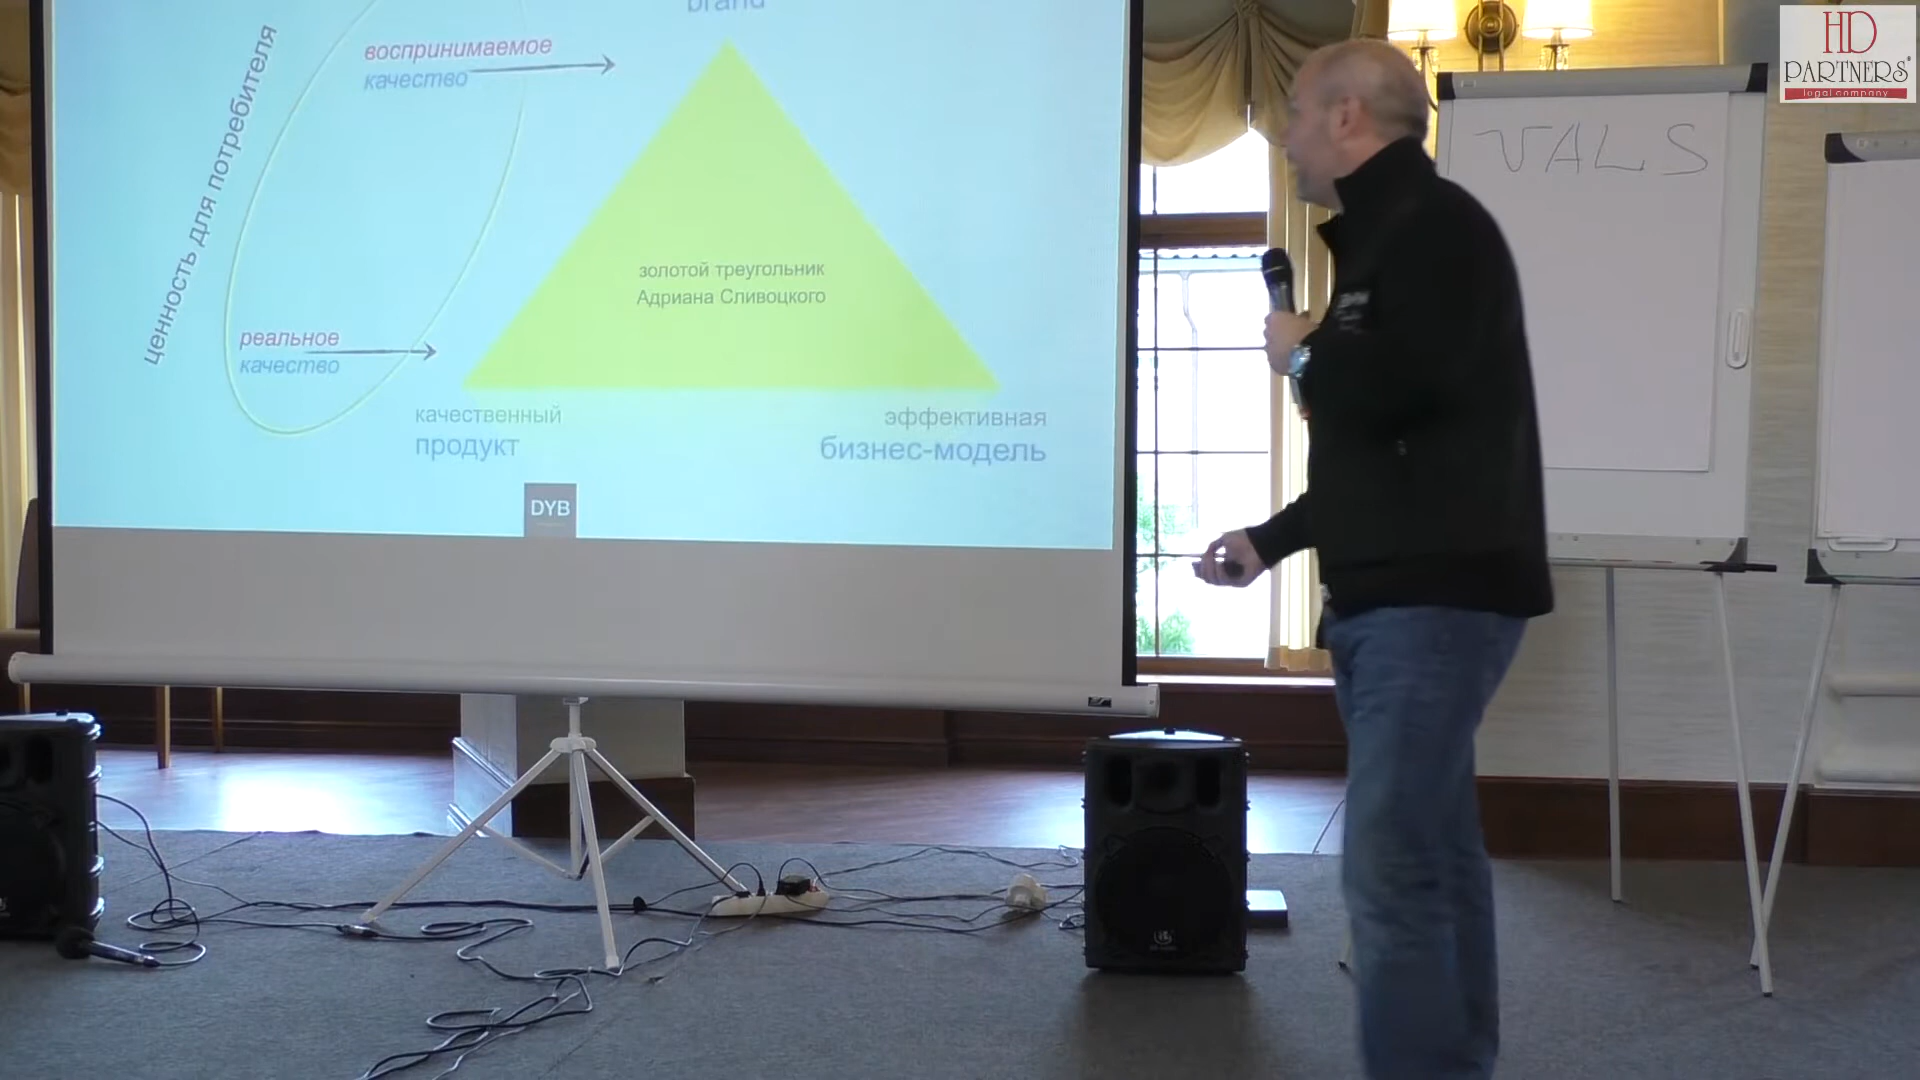 brand
воспринимаемое
качество
ценность для потребителя
золотой треугольник
Адриана Сливоцкого
реальное
качество
качественный
продукт
эффективная
бизнес-модель
DYB
VALS
HD
PARTNERS®
legal company